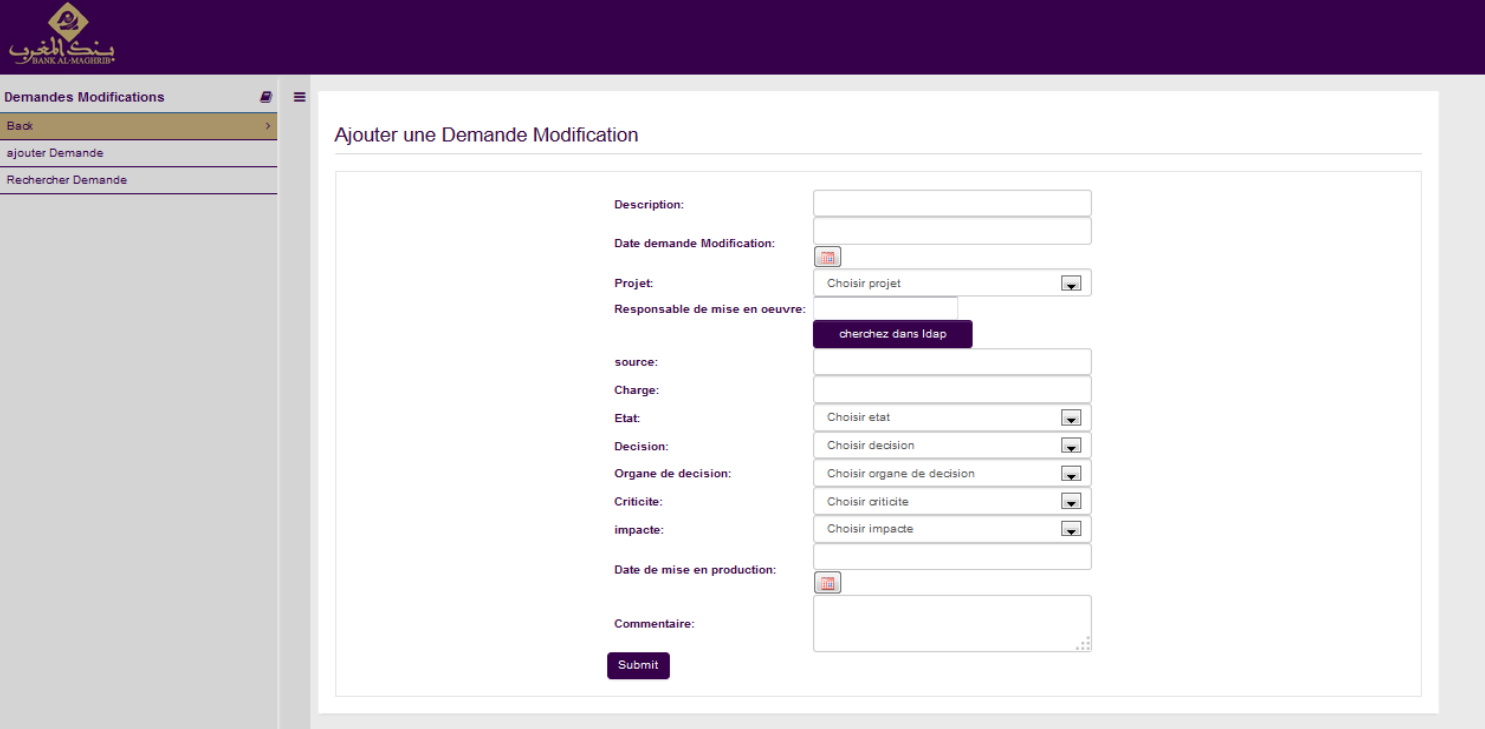 بنك المغرب
BANK AL-MAGHRIB
Demandes Modifications
Back
ajouter Demande
Rechercher Demande
Ajouter une Demande Modification
Description:
Date demande Modification:
Projet: Choisir projet
Responsable de mise en oeuvre:
cherchez dans ldap
source:
Charge:
Etat: Choisir etat
Decision: Choisir decision
Organe de decision: Choisir organe de decision
Criticite: Choisir criticite
impacte: Choisir impacte
Date de mise en production:
Commentaire:
Submit